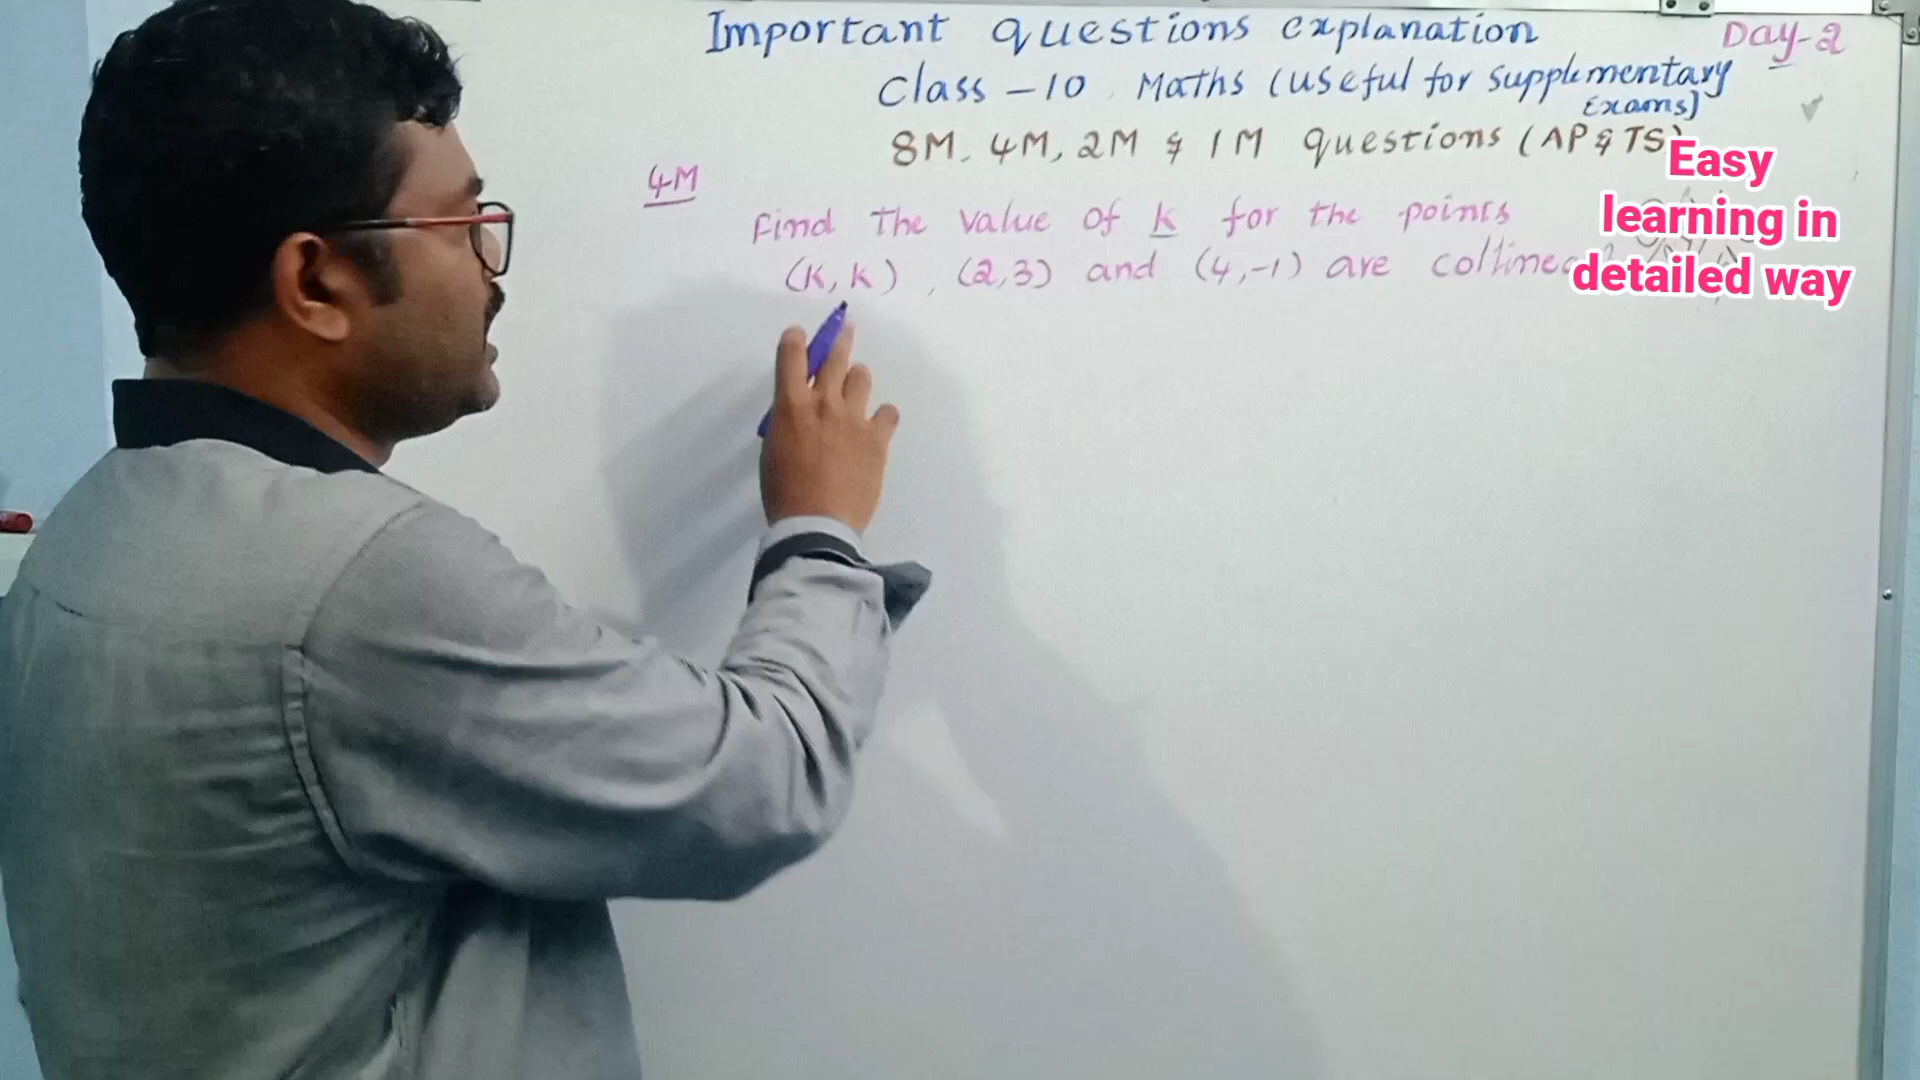 Important Questions explanation
Day-2
Class - 10 Maths (useful for supplementary
Exams)
8M, 4M, 2M & 1M Questions (AP & TS)
4M
Find the value of k for the points
(k, k), (2,3) and (4,-1) are
Easy
learning in
detailed way